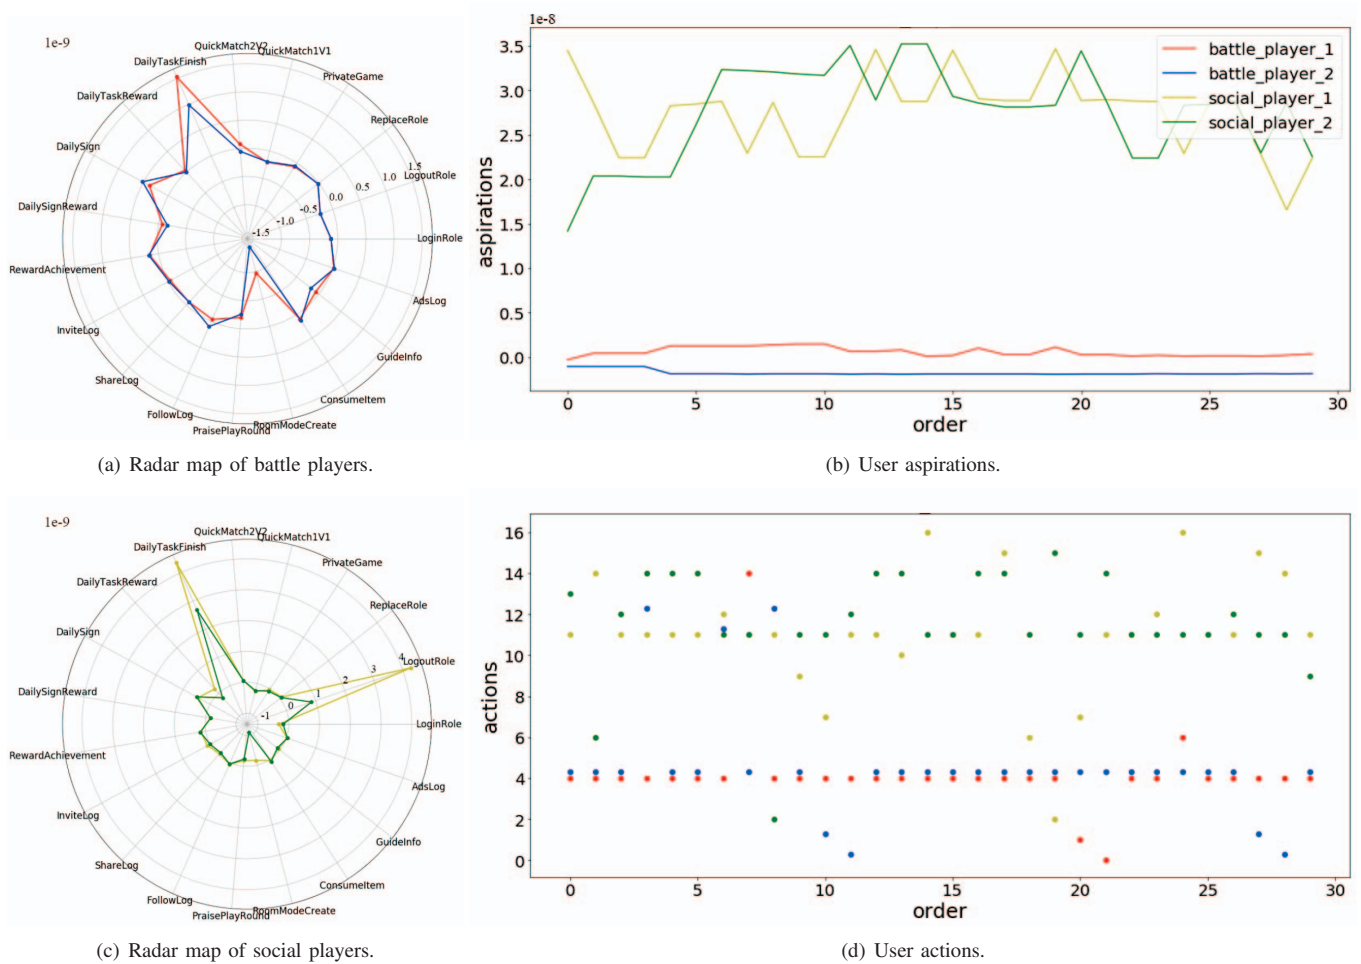 1e-9
QuickMatch2V2
QuickMatch1V1
DailyTaskFinish
PrivateGame
DailyTaskReward
ReplaceRole
DailySign
1.5
LogoutRole
1.0
0.5
0.0
DailySignReward
-0.5
-1.0
-1.5
LoginRole
RewardAchievement
AdsLog
InviteLog
GuideInfo
ShareLog
ConsumeItem
FollowLog
PraisePlayRound
RoomModeCreate
(a) Radar map of battle players.
1e-8
3.5
3.0
2.5
2.0
1.5
1.0
0.5
0.0
aspirations
battle_player_1
battle_player_2
social_player_1
social_player_2
0 5 10 15 20 25 30
order
(b) User aspirations.
1e-9
QuickMatch2V2
QuickMatch1V1
DailyTaskFinish
PrivateGame
DailyTaskReward
ReplaceRole
DailySign
4
LogoutRole
3
2
1
0
-1
DailySignReward
LoginRole
RewardAchievement
AdsLog
InviteLog
GuideInfo
ShareLog
ConsumeItem
FollowLog
PraisePlayRound
RoomModeCreate
(c) Radar map of social players.
16
14
12
10
8
6
4
2
0
actions
0 5 10 15 20 25 30
order
(d) User actions.